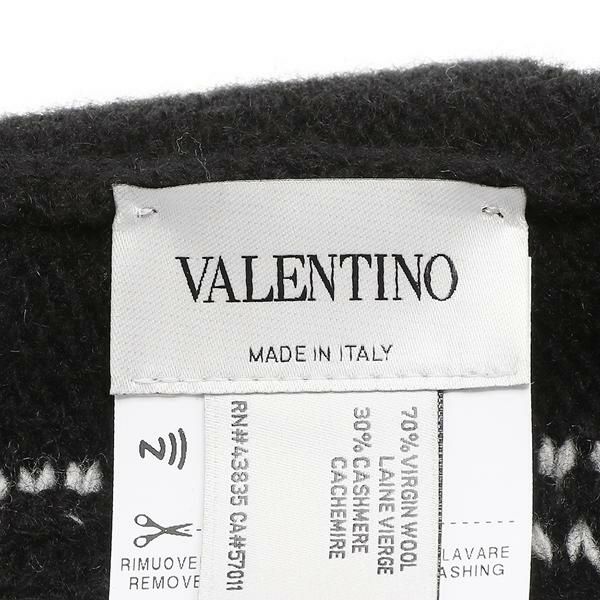 VALENTINO
MADE IN ITALY
70% VIRGIN WOOL
LAINE VIERGE
30% CASHMERE
CACHEMIRE
RN#43835 CA#57011
RIMUOVE
REMOVE
LAVARE
ASHING